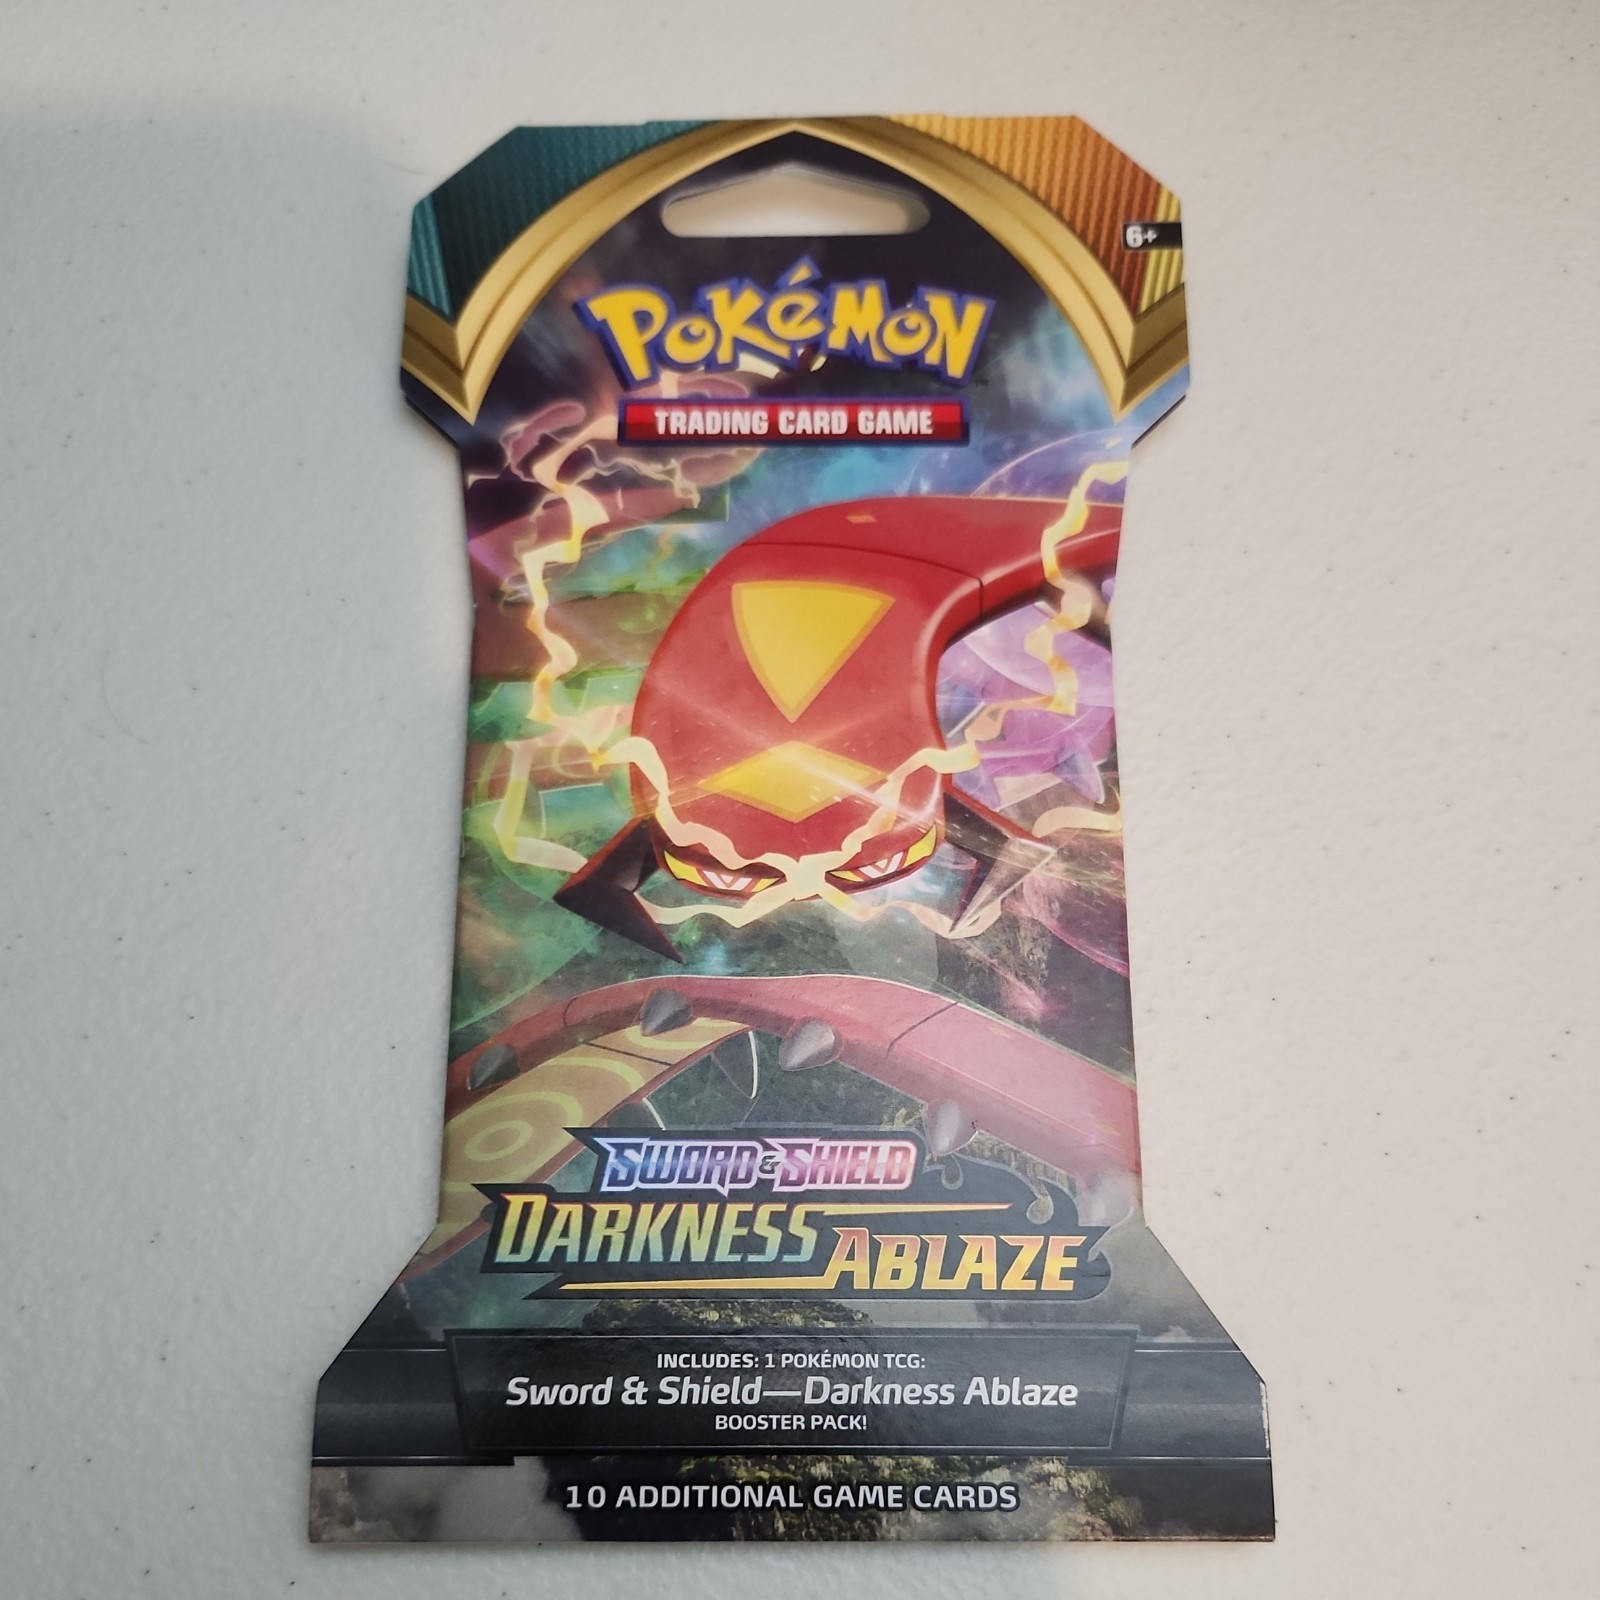 6+
POKéMON
TRADING CARD GAME
SWORD & SHIELD
DARKNESS
ABLAZE
INCLUDES: 1 POKÉMON TCG:
Sword & Shield—Darkness Ablaze
BOOSTER PACK!
10 ADDITIONAL GAME CARDS